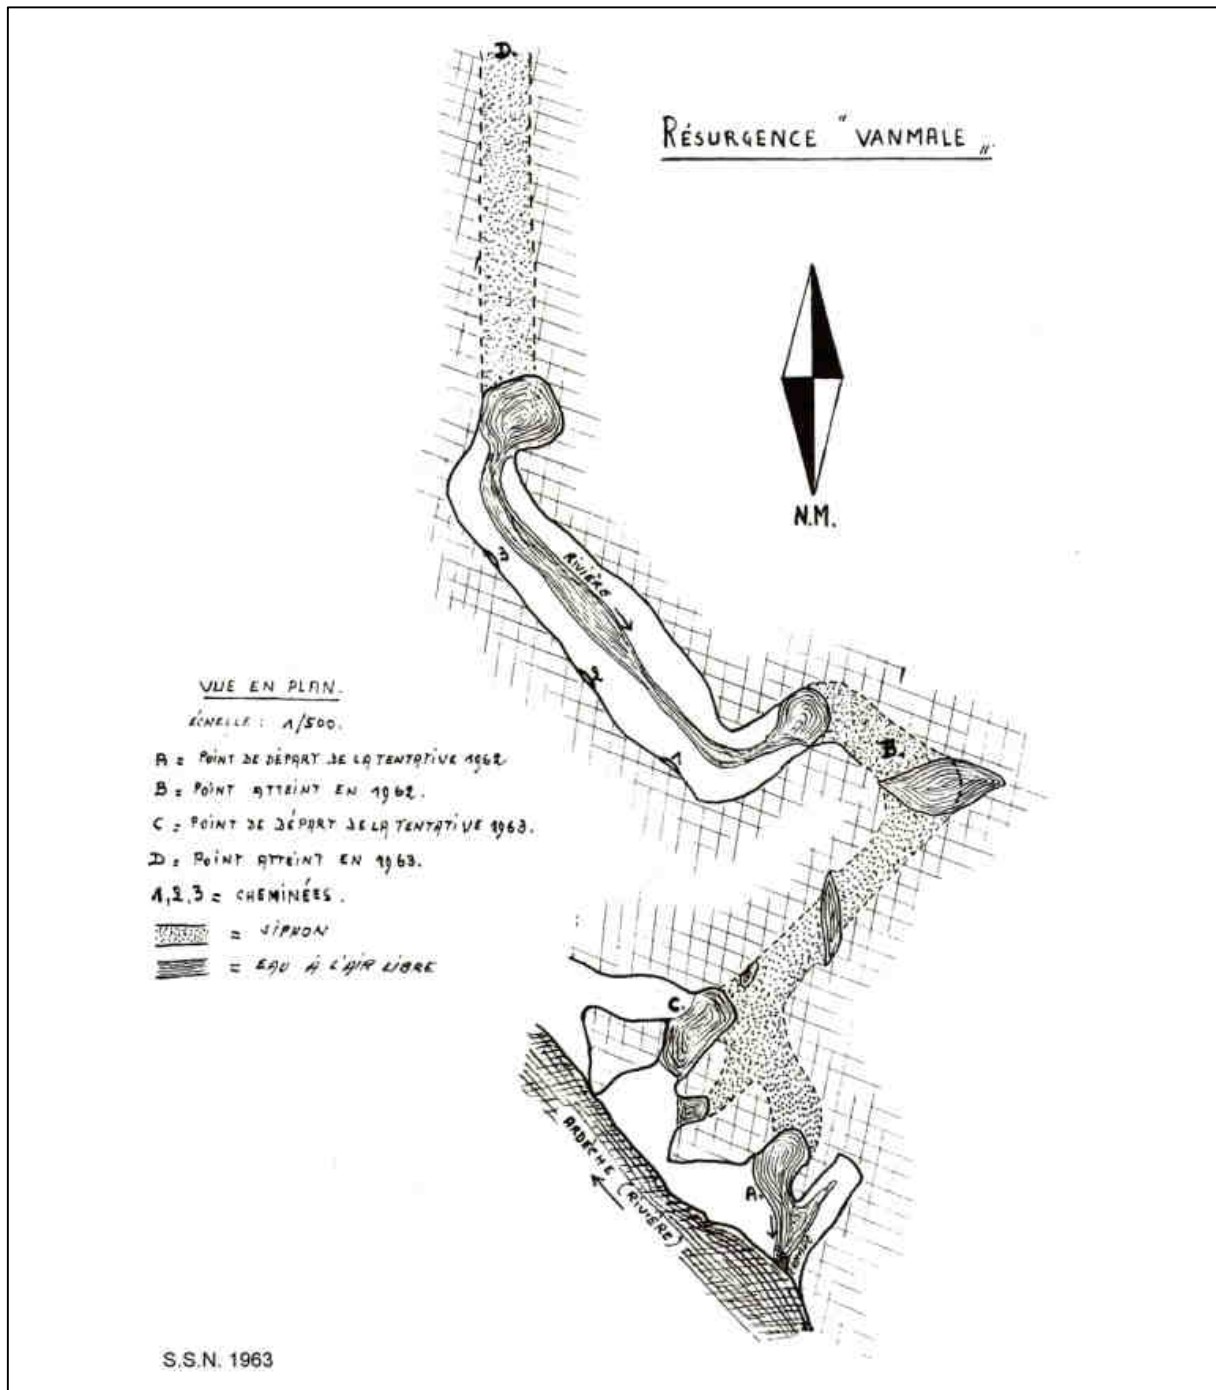 D.
RÉSURGENCE " VANMALE "
N.M.
3
RIVIÈRE
2
1
B.
VUE EN PLAN.
ÉCHELLE : 1/500.
A = POINT DE DÉPART DE LA TENTATIVE 1962
B = POINT ATTEINT EN 1962.
C = POINT DE DÉPART DE LA TENTATIVE 1963.
D = POINT ATTEINT EN 1963.
1,2,3 = CHEMINÉES.
= SIPHON
= EAU À L'AIR LIBRE
C.
ARDÈCHE (RIVIÈRE)
A.
S.S.N. 1963